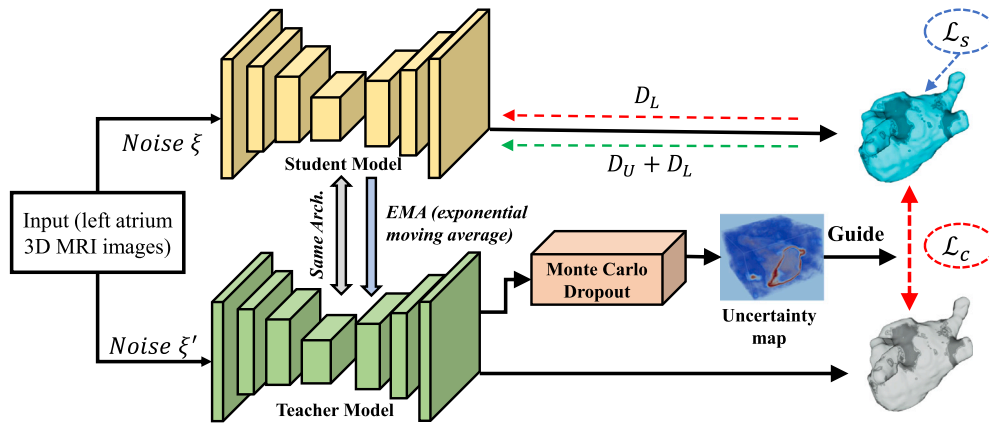 ℒ_S
D_L
Noise ξ
Student Model
D_U + D_L
Input (left atrium
3D MRI images)
Same Arch.
EMA (exponential
moving average)
Monte Carlo
Dropout
Guide
ℒ_C
Uncertainty
map
Noise ξ′
Teacher Model